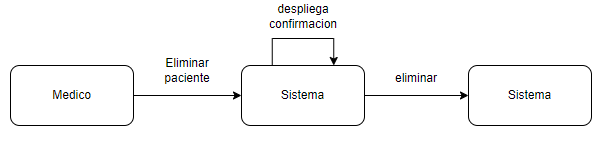 despliega
confirmacion
Eliminar
paciente
Medico
Sistema
eliminar
Sistema